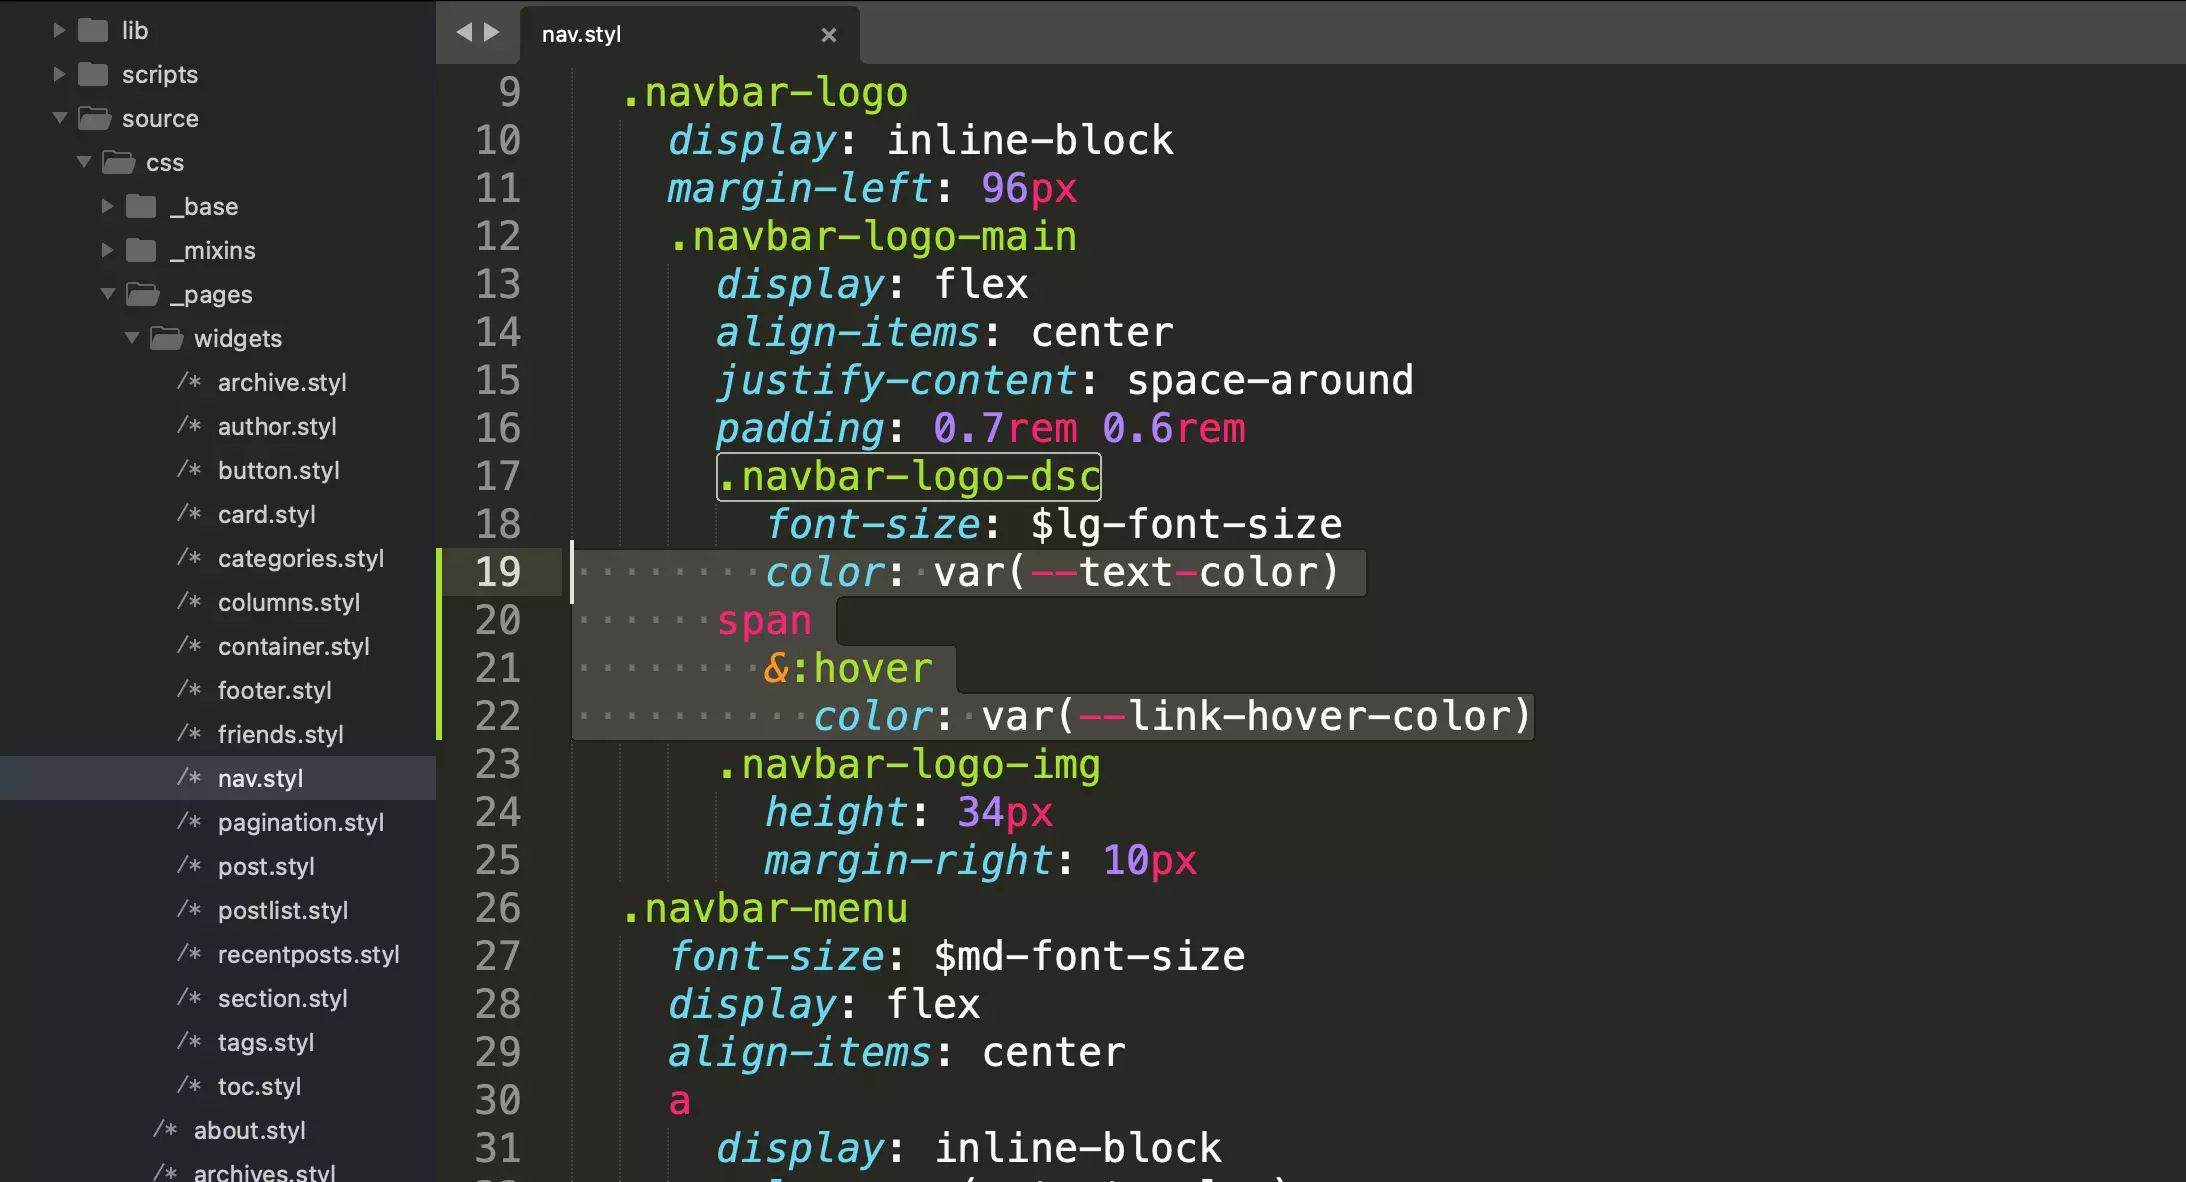 lib
scripts
source
css
_base
_mixins
_pages
widgets
/* archive.styl
/* author.styl
/* button.styl
/* card.styl
/* categories.styl
/* columns.styl
/* container.styl
/* footer.styl
/* friends.styl
/* nav.styl
/* pagination.styl
/* post.styl
/* postlist.styl
/* recentposts.styl
/* section.styl
/* tags.styl
/* toc.styl
/* about.styl
/* archives.styl
nav.styl ×
9 .navbar-logo
10 display: inline-block
11 margin-left: 96px
12 .navbar-logo-main
13 display: flex
14 align-items: center
15 justify-content: space-around
16 padding: 0.7rem 0.6rem
17 .navbar-logo-dsc
18 font-size: $lg-font-size
19 color: var(--text-color)
20 span
21 &:hover
22 color: var(--link-hover-color)
23 .navbar-logo-img
24 height: 34px
25 margin-right: 10px
26 .navbar-menu
27 font-size: $md-font-size
28 display: flex
29 align-items: center
30 a
31 display: inline-block